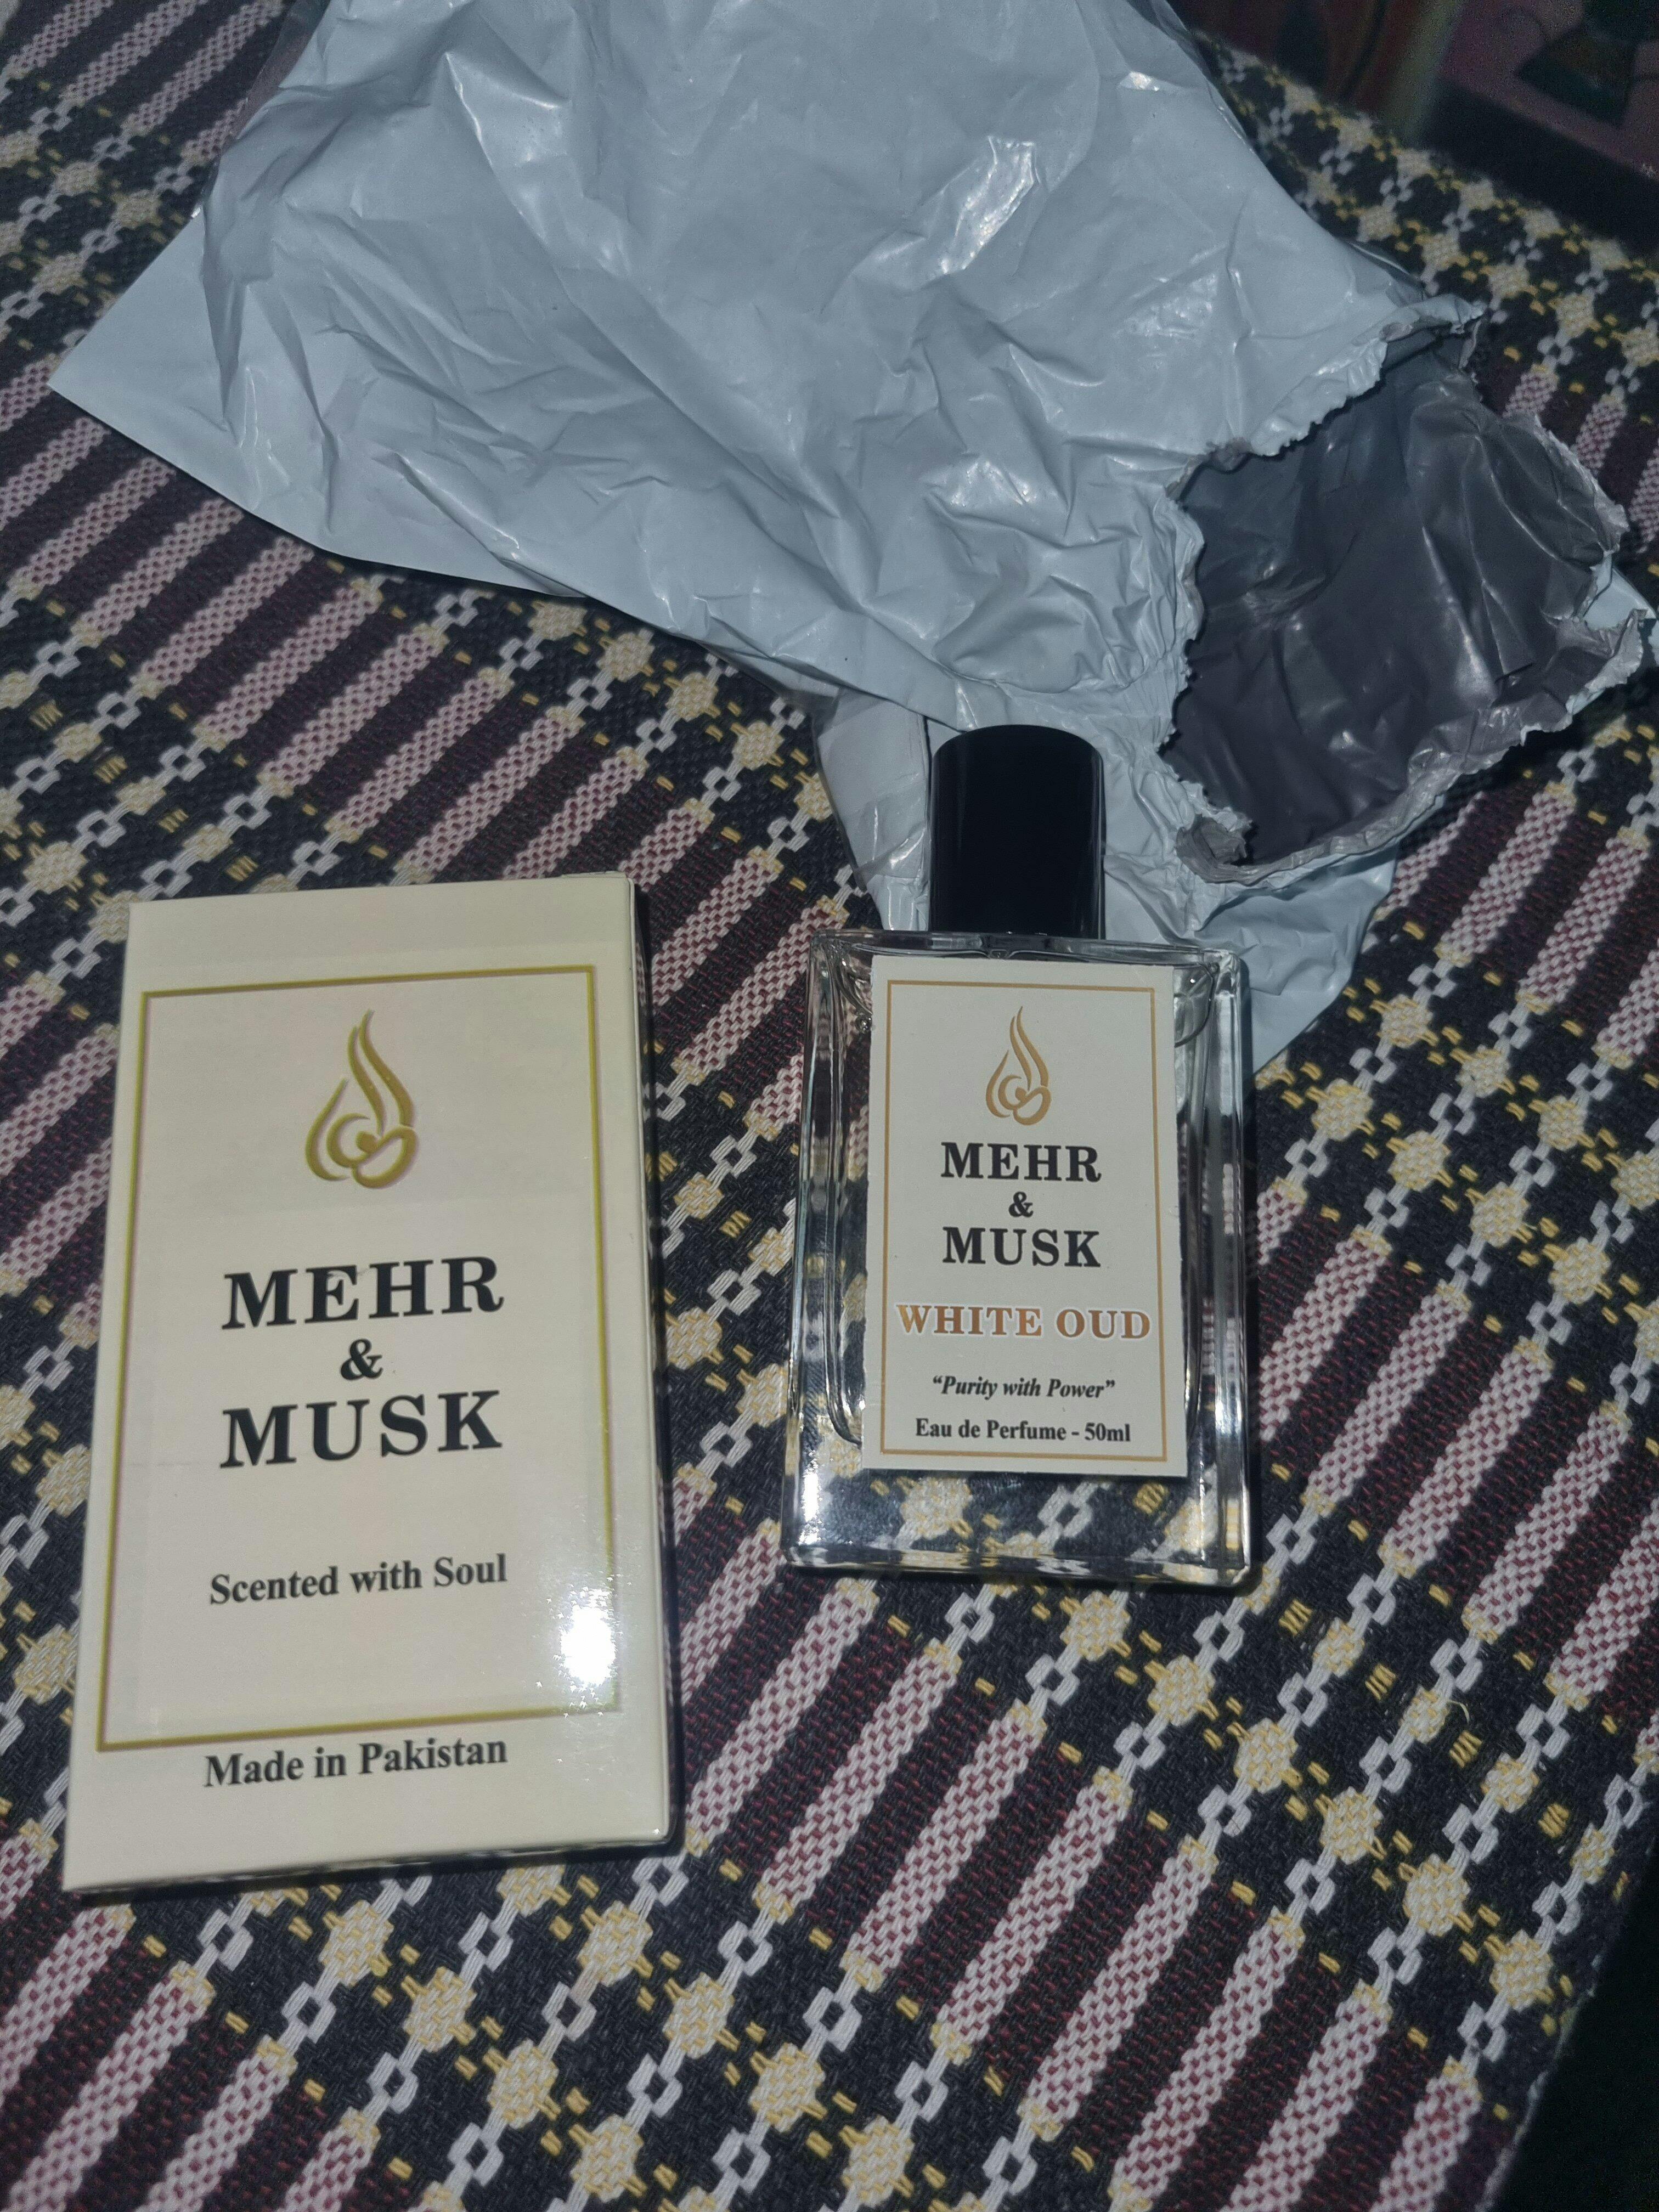 MEHR
&
MUSK
Scented with Soul
Made in Pakistan
MEHR
&
MUSK
WHITE OUD
“Purity with Power”
Eau de Perfume - 50ml